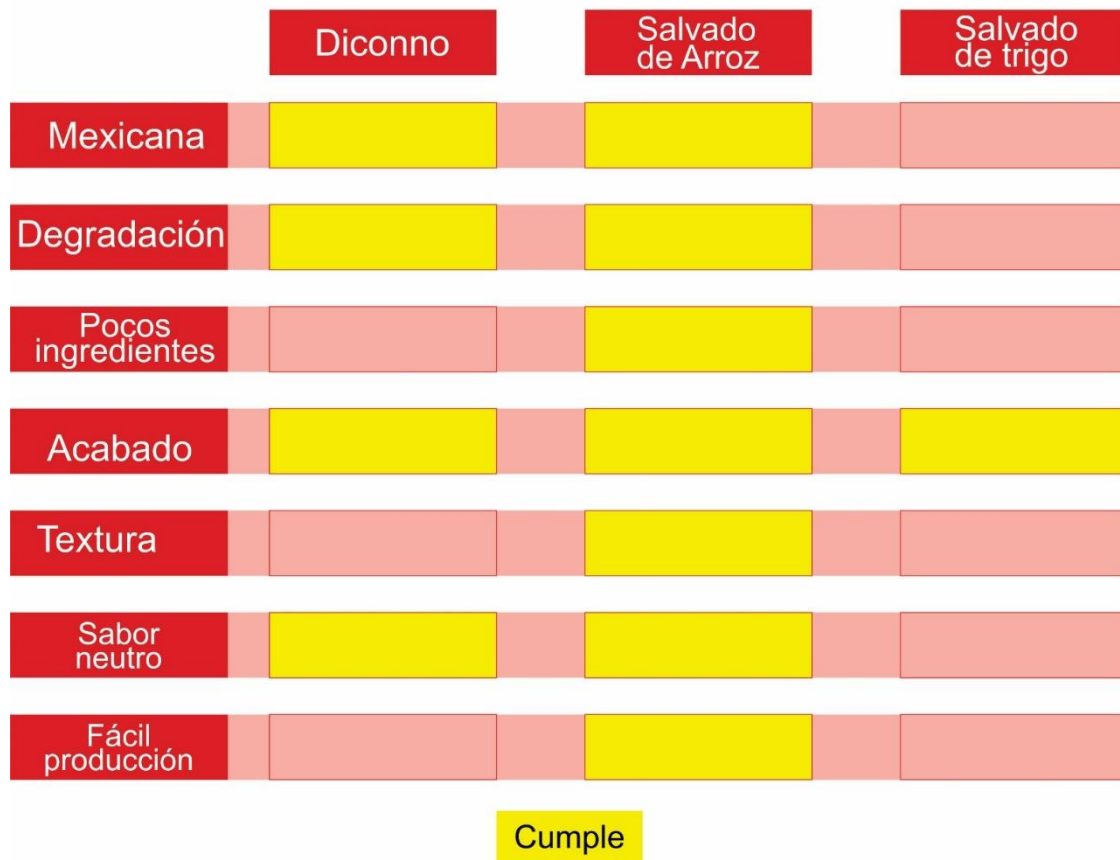 Diconno
Salvado
de Arroz
Salvado
de trigo
Mexicana
Degradación
Pocos
ingredientes
Acabado
Textura
Sabor
neutro
Fácil
producción
Cumple